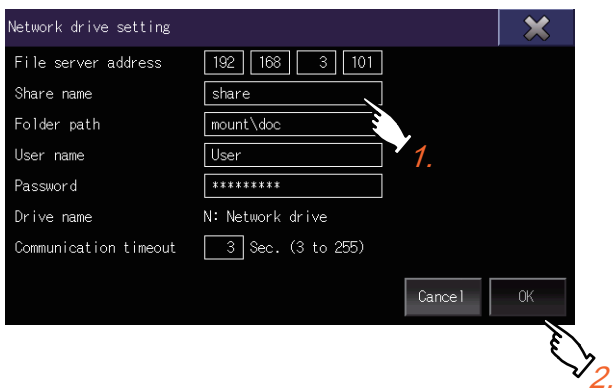 Network drive setting
File server address 192 168 3 101
Share name share
Folder path mount\doc
User name User
Password *********
Drive name N: Network drive
Communication timeout 3 Sec. (3 to 255)
Cancel OK
1.
2.